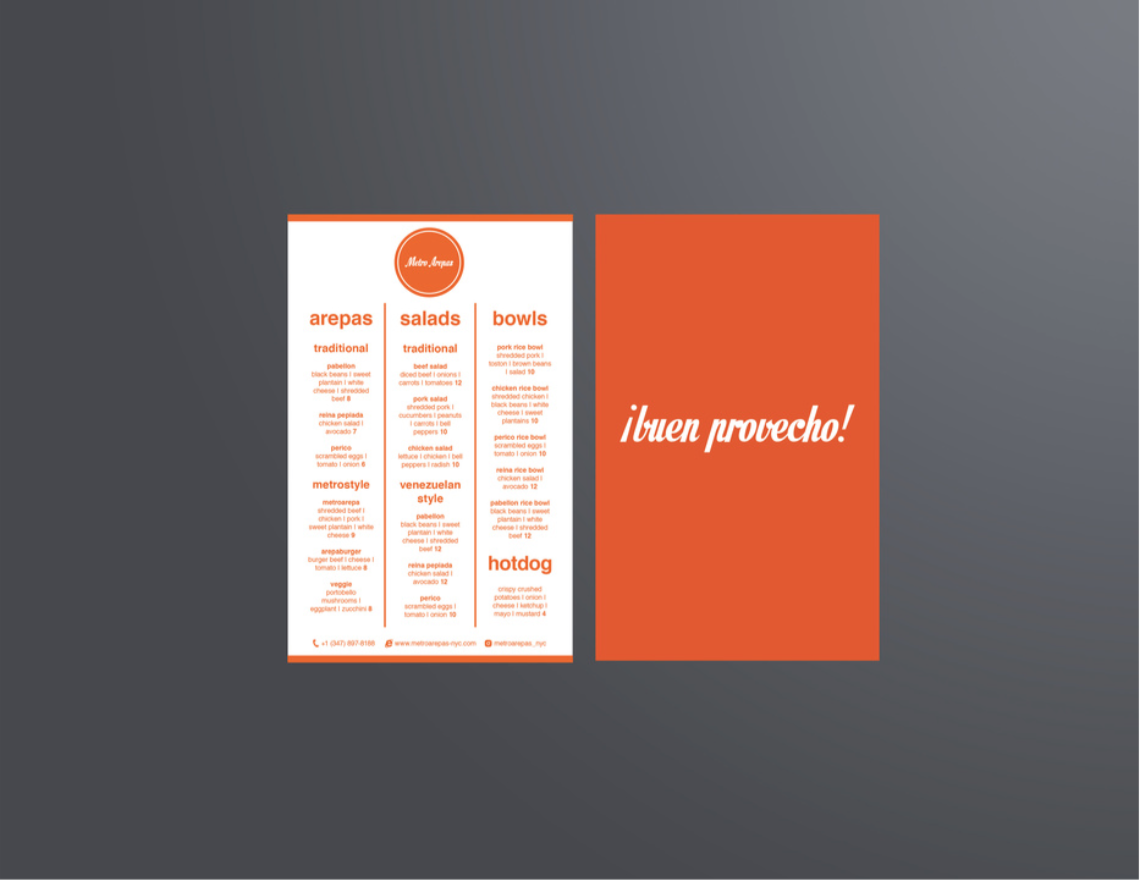 Metro Arepas
arepas
traditional
pabellon
black beans | sweet
plantain | white
cheese | shredded
beef 8
reina pepiada
chicken salad |
avocado 7
perico
scrambled eggs |
tomato | onion 6
metrostyle
metroarepa
shredded beef |
chicken | pork |
sweet plantain | white
cheese 9
arepaburger
burger beef | cheese |
tomato | lettuce 8
veggie
portobello
mushrooms |
eggplant | zucchini 8
salads
traditional
beef salad
diced beef | onions |
carrots | tomatoes 12
pork salad
shredded pork |
cucumbers | peanuts
| carrots | bell
peppers 10
chicken salad
lettuce | chicken | bell
peppers | radish 10
venezuelan
style
pabellon
black beans | sweet
plantain | white
cheese | shredded
beef 12
reina pepiada
chicken salad |
avocado 12
perico
scrambled eggs |
tomato | onion 10
bowls
pork rice bowl
shredded pork |
toston | brown beans
| salad 10
chicken rice bowl
shredded chicken |
black beans | white
cheese | sweet
plantains 10
perico rice bowl
scrambled eggs |
tomato | onion 10
reina rice bowl
chicken salad |
avocado 12
pabellon rice bowl
black beans | sweet
plantain | white
cheese | shredded
beef 12
hotdog
crispy crushed
potatoes | onion |
cheese | ketchup |
mayo | mustard 4
+1 (347)-897-8188 www.metroarepas-nyc.com metroarepas_nyc
¡buen provecho!